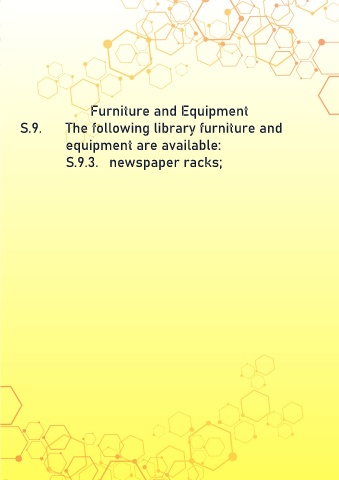 Furniture and Equipment
S.9. The following library furniture and
equipment are available:
S.9.3. newspaper racks;